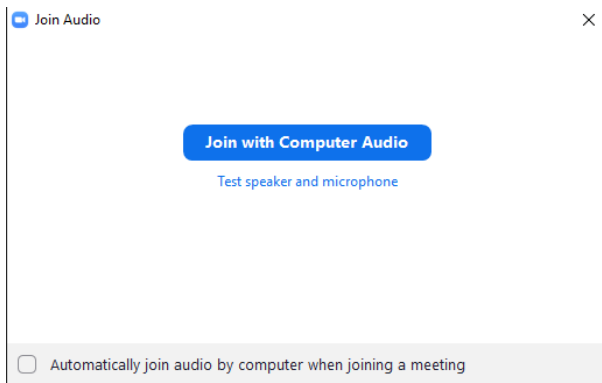 Join Audio
Join with Computer Audio
Test speaker and microphone
Automatically join audio by computer when joining a meeting